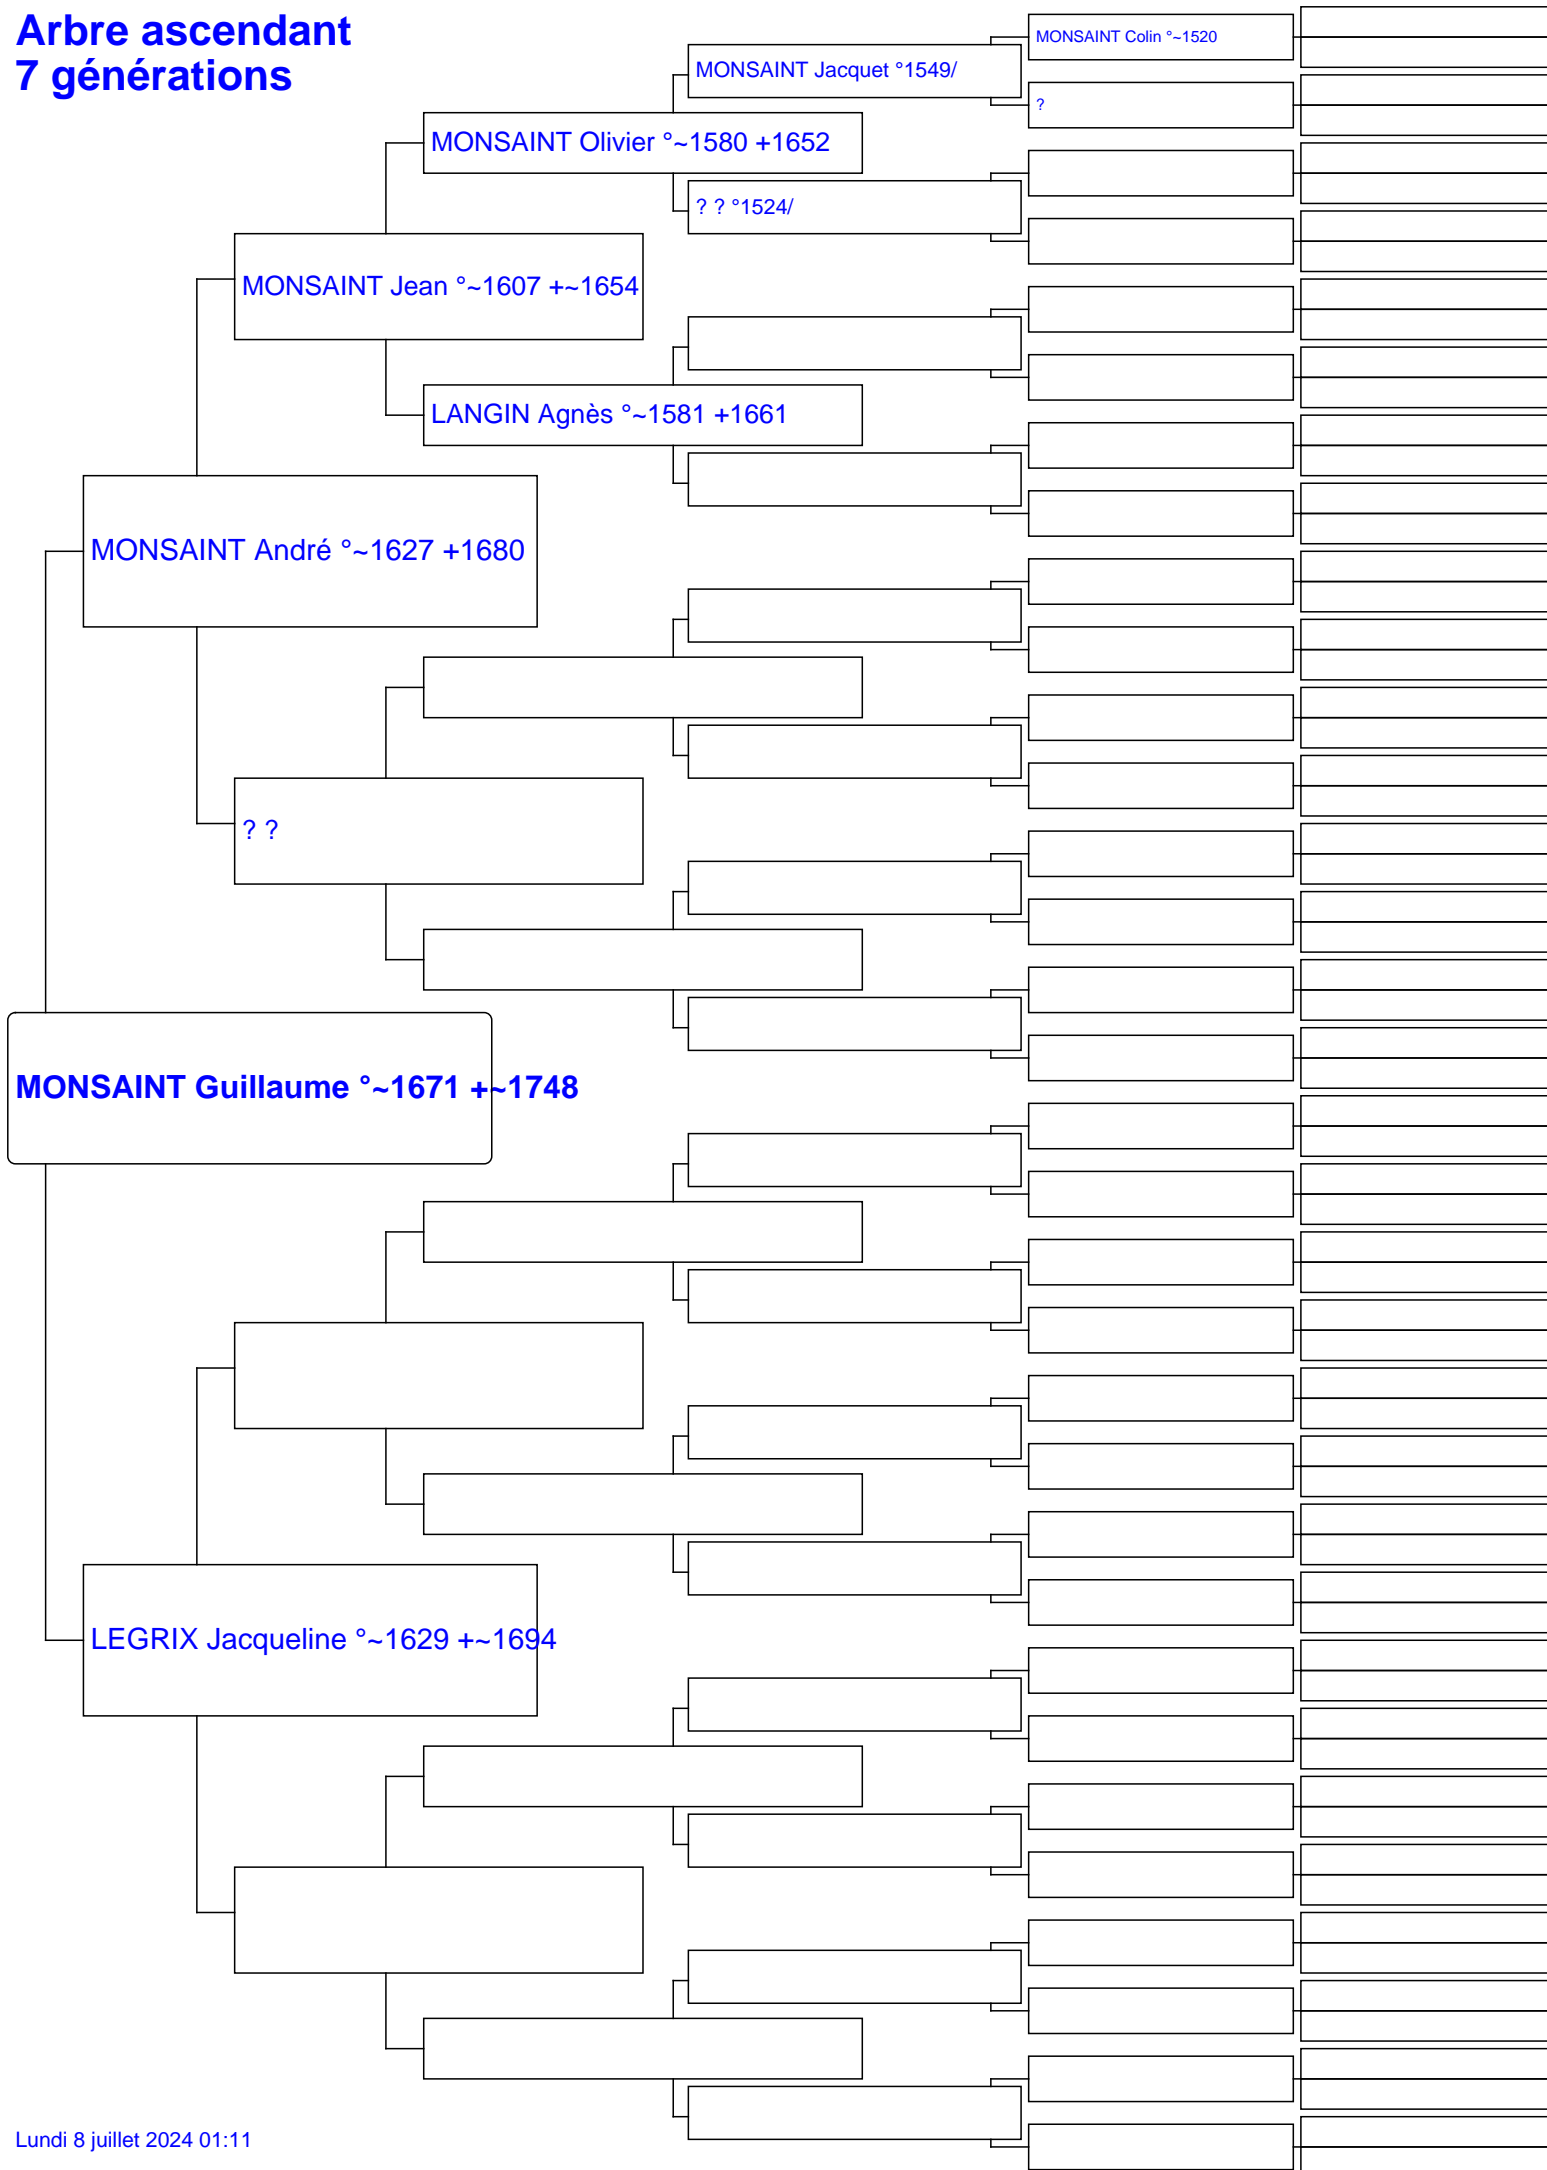 Arbre ascendant
7 générations
MONSAINT Colin °~1520
MONSAINT Jacquet °1549/
?
MONSAINT Olivier °~1580 +1652
? ? °1524/
MONSAINT Jean °~1607 +~1654
LANGIN Agnès °~1581 +1661
MONSAINT André °~1627 +1680
? ?
MONSAINT Guillaume °~1671 +~1748
LEGRIX Jacqueline °~1629 +~1694
Lundi 8 juillet 2024 01:11